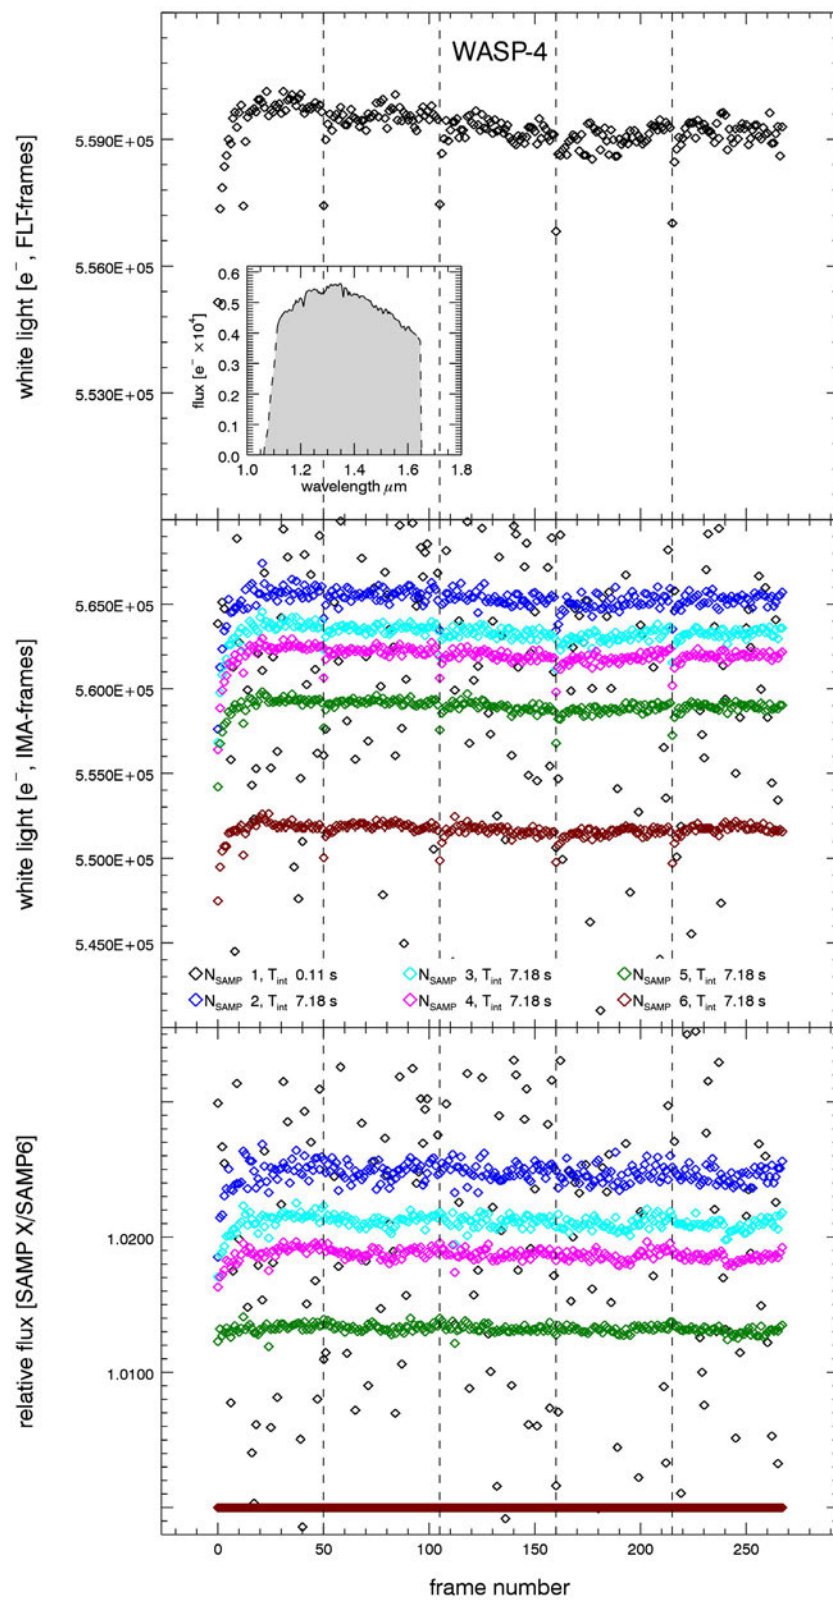 WASP-4
white light [e⁻, FLT-frames]
5.590E+05
5.560E+05
5.530E+05
flux [e⁻ ×10⁴]
0.6
0.5
0.4
0.3
0.2
0.1
0.0
1.0 1.2 1.4 1.6 1.8
wavelength μm
white light [e⁻, IMA-frames]
5.650E+05
5.600E+05
5.550E+05
5.500E+05
5.450E+05
N_SAMP 1, T_int 0.11 s N_SAMP 3, T_int 7.18 s N_SAMP 5, T_int 7.18 s
N_SAMP 2, T_int 7.18 s N_SAMP 4, T_int 7.18 s N_SAMP 6, T_int 7.18 s
relative flux [SAMP X/SAMP6]
1.0200
1.0100
0 50 100 150 200 250
frame number